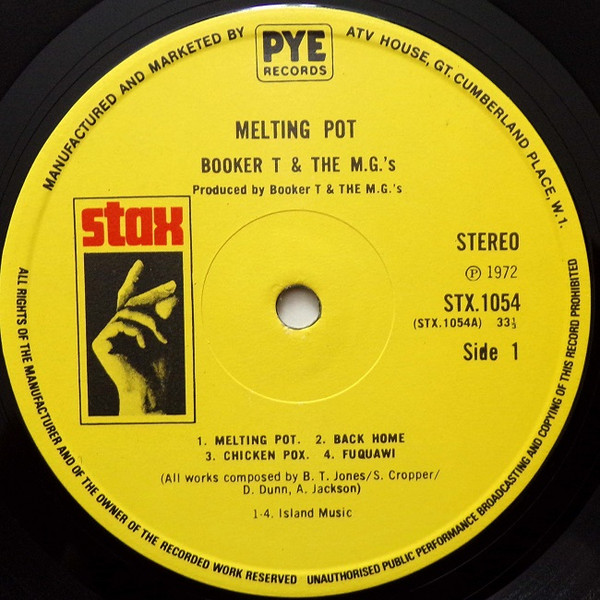 MANUFACTURED AND MARKETED BY PYE RECORDS ATV HOUSE, GT. CUMBERLAND PLACE, W.1.
MELTING POT
BOOKER T & THE M.G.'s
Produced by Booker T & THE M.G.'s
stax
STEREO
Ⓟ 1972
STX.1054
(STX.1054A) 33⅓
Side 1
1. MELTING POT. 2. BACK HOME
3. CHICKEN POX. 4. FUQUAWI
(All works composed by B. T. Jones/S. Cropper/
D. Dunn, A. Jackson)
1-4. Island Music
ALL RIGHTS OF THE MANUFACTURER AND OF THE OWNER OF THE RECORDED WORK RESERVED UNAUTHORISED PUBLIC PERFORMANCE BROADCASTING AND COPYING OF THIS RECORD PROHIBITED